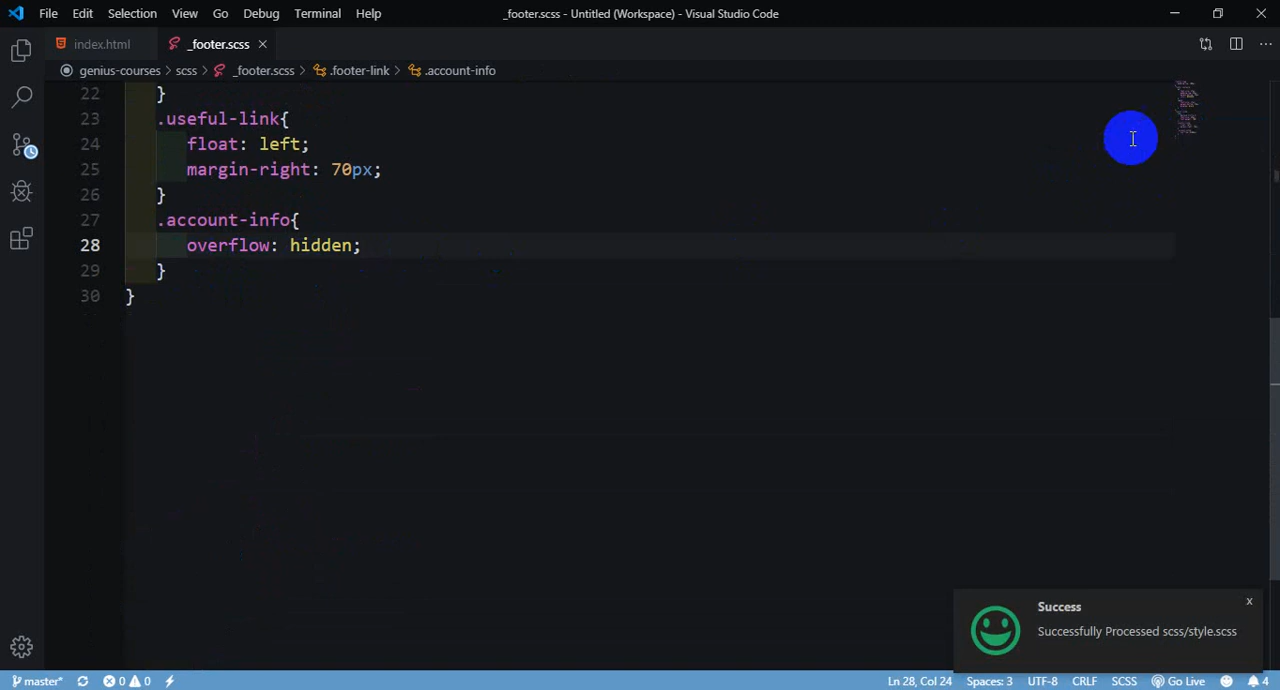 File Edit Selection View Go Debug Terminal Help _footer.scss - Untitled (Workspace) - Visual Studio Code
index.html _footer.scss
genius-courses > scss > _footer.scss > .footer-link > .account-info
22 }
23 .useful-link{
24 float: left;
25 margin-right: 70px;
26 }
27 .account-info{
28 overflow: hidden;
29 }
30 }
Success x
Successfully Processed scss/style.scss
master* 0 0 Ln 28, Col 24 Spaces: 3 UTF-8 CRLF SCSS Go Live 4